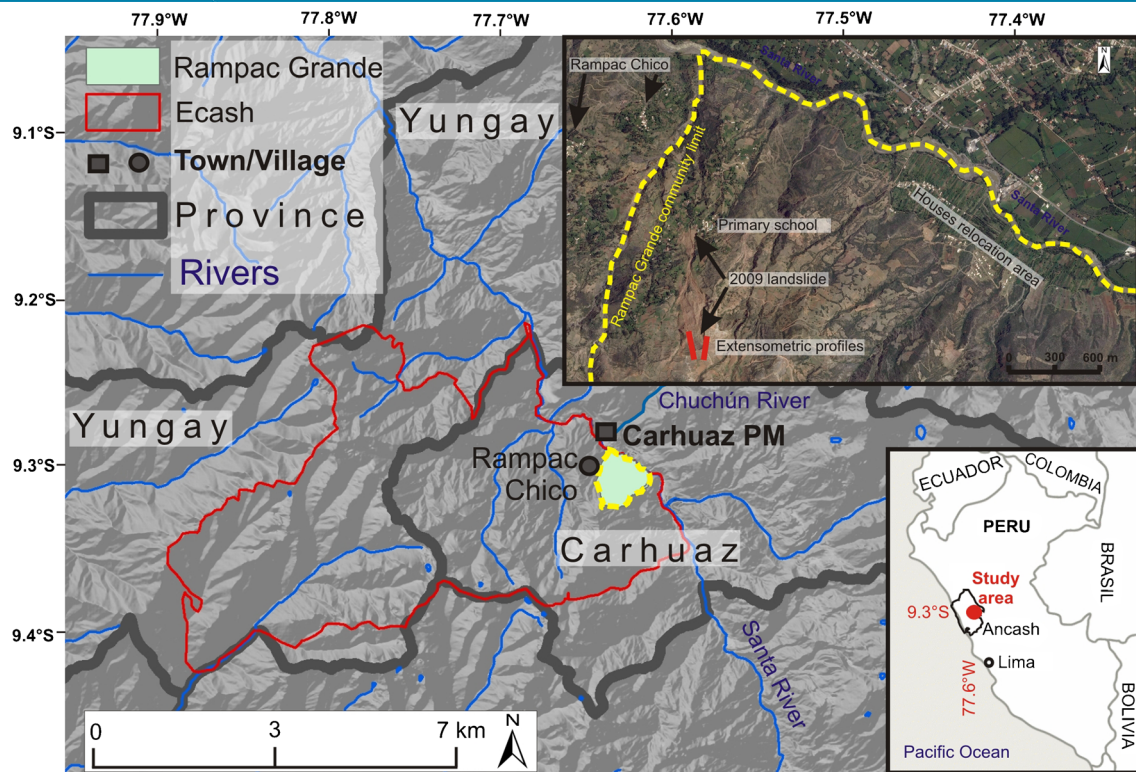 77.9°W
77.8°W
77.7°W
77.6°W
77.5°W
77.4°W
9.1°S
9.2°S
9.3°S
9.4°S
Rampac Grande
Ecash
Town/Village
Province
Rivers
Yungay
Yungay
Chuchún River
Carhuaz PM
Rampac
Chico
Carhuaz
Santa River
0 3 7 km
N
Rampac Chico
Santa River
N
Rampac Grande community limit
Primary school
2009 landslide
Extensometric profiles
Houses relocation area
Santa River
0 300 600 m
ECUADOR
COLOMBIA
PERU
BRASIL
Study
area
9.3°S
Ancash
Lima
77.6°W
BOLIVIA
Pacific Ocean